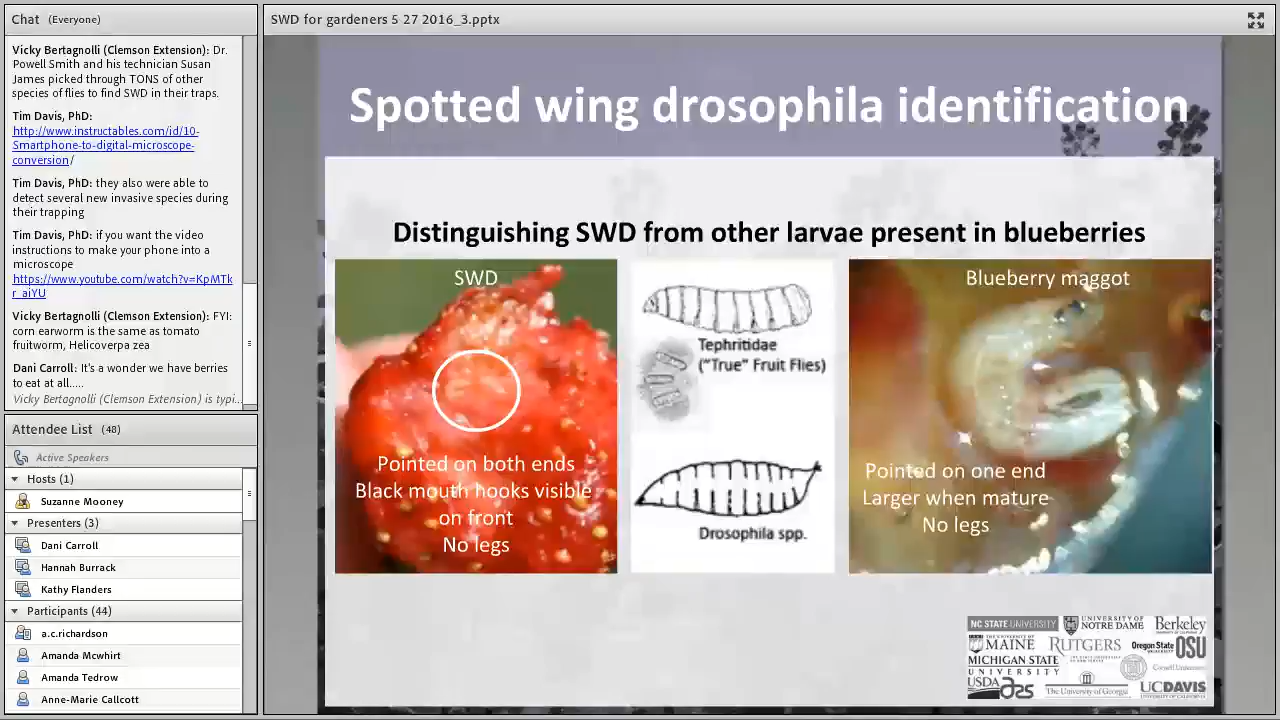 Chat (Everyone)
Vicky Bertagnolli (Clemson Extension): Dr.
Powell Smith and his technician Susan
James picked through TONS of other
species of flies to find SWD in their traps.
Tim Davis, PhD:
http://www.instructables.com/id/10-
Smartphone-to-digital-microscope-
conversion/
Tim Davis, PhD: they also were able to
detect several new invasive species during
their trapping
Tim Davis, PhD: if you want the video
instructions to make your phone into a
microscope
https://www.youtube.com/watch?v=KpMTk
r_aiYU
Vicky Bertagnolli (Clemson Extension): FYI:
corn earworm is the same as tomato
fruitworm, Helicoverpa zea
Dani Carroll: It's a wonder we have berries
to eat at all.....
Vicky Bertagnolli (Clemson Extension) is typi...
Attendee List (48)
Active Speakers
Hosts (1)
Suzanne Mooney
Presenters (3)
Dani Carroll
Hannah Burrack
Kathy Flanders
Participants (44)
a.c.richardson
Amanda Mcwhirt
Amanda Tedrow
Anne-Marie Callcott
SWD for gardeners 5 27 2016_3.pptx
Spotted wing drosophila identification
Distinguishing SWD from other larvae present in blueberries
SWD
Pointed on both ends
Black mouth hooks visible
on front
No legs
Tephritidae
("True" Fruit Flies)
Drosophila spp.
Blueberry maggot
Pointed on one end
Larger when mature
No legs
NC STATE UNIVERSITY
UNIVERSITY OF
NOTRE DAME
Berkeley
MAINE
RUTGERS
Oregon State
OSU
MICHIGAN STATE
UNIVERSITY
Cornell University
USDA
The University of Georgia
UCDAVIS